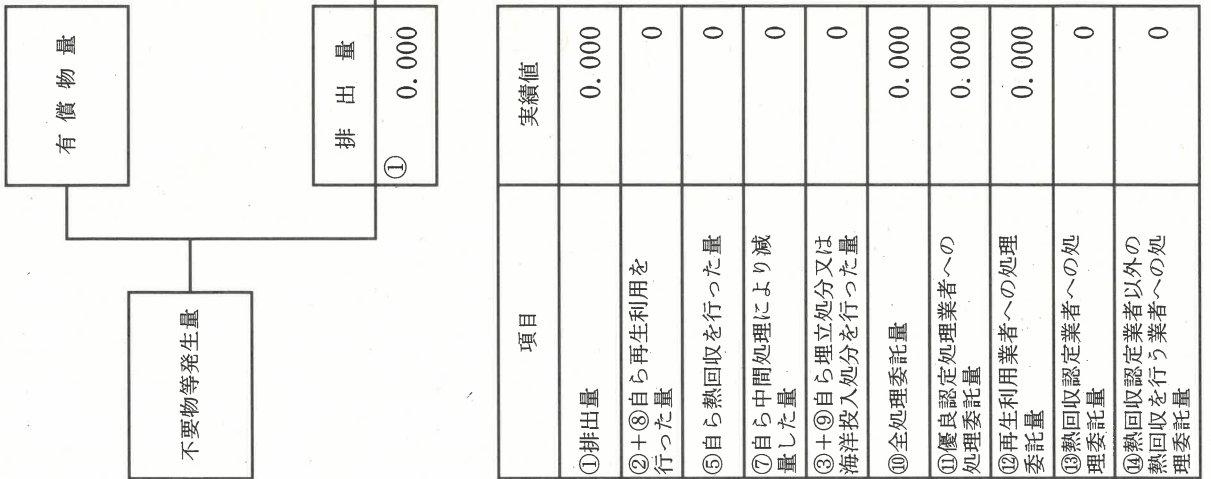 有償物量
不要物等発生量
排出量
① 0.000
項目 実績値
①排出量 0.000
②+⑧自ら再生利用を
行った量 0
⑤自ら熱回収を行った量 0
⑦自ら中間処理により減
量した量 0
③+⑨自ら埋立処分又は
海洋投入処分を行った量 0
⑩全処理委託量 0.000
⑪優良認定処理業者への
処理委託量 0.000
⑫再生利用業者への処理
委託量 0.000
⑬熱回収認定業者への処
理委託量 0
⑭熱回収認定業者以外の
熱回収を行う業者への処
理委託量 0